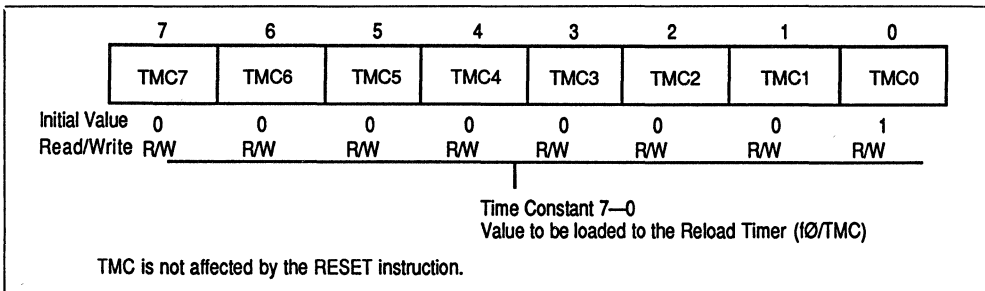 7 6 5 4 3 2 1 0
TMC7 TMC6 TMC5 TMC4 TMC3 TMC2 TMC1 TMC0
Initial Value 0 0 0 0 0 0 0 1
Read/Write R/W R/W R/W R/W R/W R/W R/W R/W
Time Constant 7—0
Value to be loaded to the Reload Timer (fØ/TMC)
TMC is not affected by the RESET instruction.